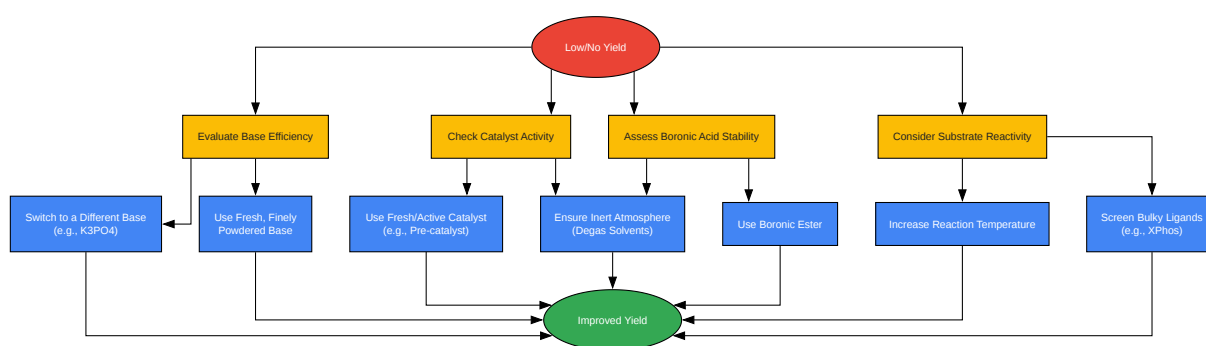 Low/No Yield
Evaluate Base Efficiency
Check Catalyst Activity
Assess Boronic Acid Stability
Consider Substrate Reactivity
Switch to a Different Base
(e.g., K3PO4)
Use Fresh, Finely
Powdered Base
Use Fresh/Active Catalyst
(e.g., Pre-catalyst)
Ensure Inert Atmosphere
(Degas Solvents)
Use Boronic Ester
Increase Reaction Temperature
Screen Bulky Ligands
(e.g., XPhos)
Improved Yield